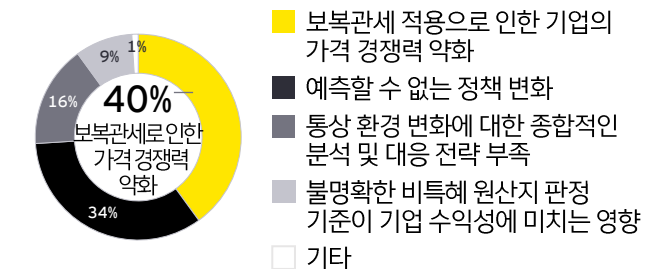 1%
9%
16%
34%
40%
보복관세로 인한
가격 경쟁력
약화
보복관세 적용으로 인한 기업의
가격 경쟁력 약화
예측할 수 없는 정책 변화
통상 환경 변화에 대한 종합적인
분석 및 대응 전략 부족
불명확한 비특혜 원산지 판정
기준이 기업 수익성에 미치는 영향
기타